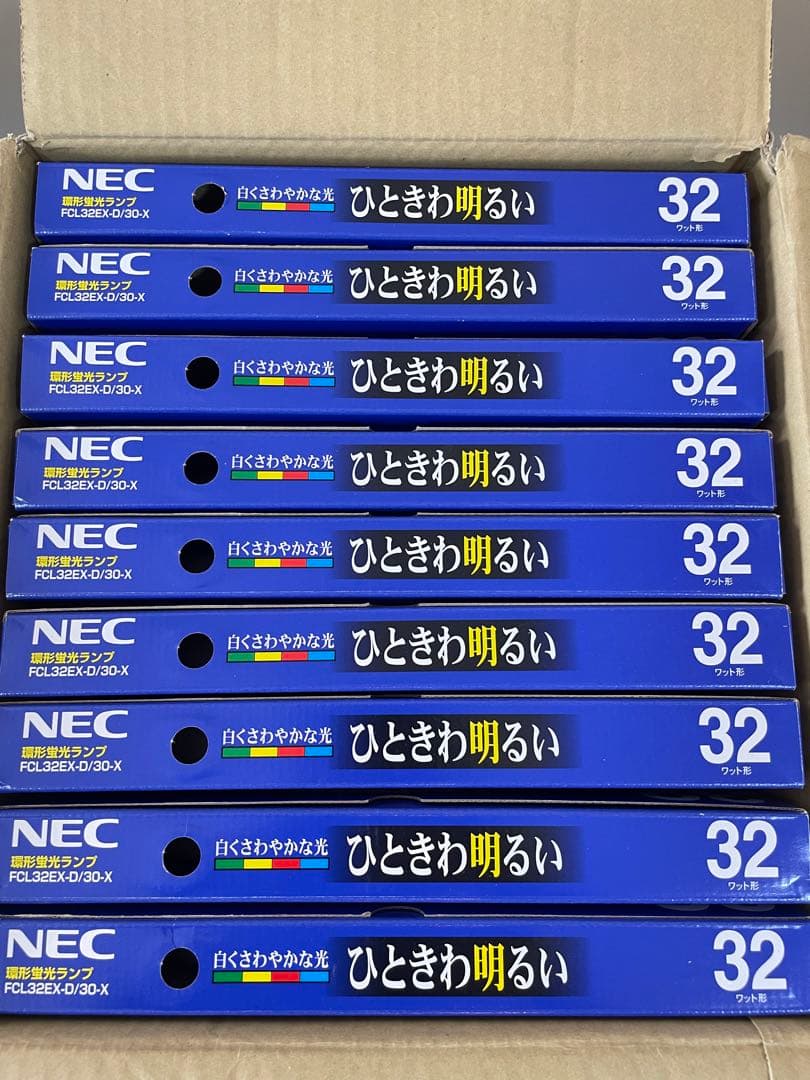 NEC
環形蛍光ランプ
FCL32EX-D/30-X
白くさわやかな光
ひときわ明るい
32
ワット形
NEC
環形蛍光ランプ
FCL32EX-D/30-X
白くさわやかな光
ひときわ明るい
32
ワット形
NEC
環形蛍光ランプ
FCL32EX-D/30-X
白くさわやかな光
ひときわ明るい
32
ワット形
NEC
環形蛍光ランプ
FCL32EX-D/30-X
白くさわやかな光
ひときわ明るい
32
ワット形
NEC
環形蛍光ランプ
FCL32EX-D/30-X
白くさわやかな光
ひときわ明るい
32
ワット形
NEC
環形蛍光ランプ
FCL32EX-D/30-X
白くさわやかな光
ひときわ明るい
32
ワット形
NEC
環形蛍光ランプ
FCL32EX-D/30-X
白くさわやかな光
ひときわ明るい
32
ワット形
NEC
環形蛍光ランプ
FCL32EX-D/30-X
白くさわやかな光
ひときわ明るい
32
ワット形
NEC
環形蛍光ランプ
FCL32EX-D/30-X
白くさわやかな光
ひときわ明るい
32
ワット形